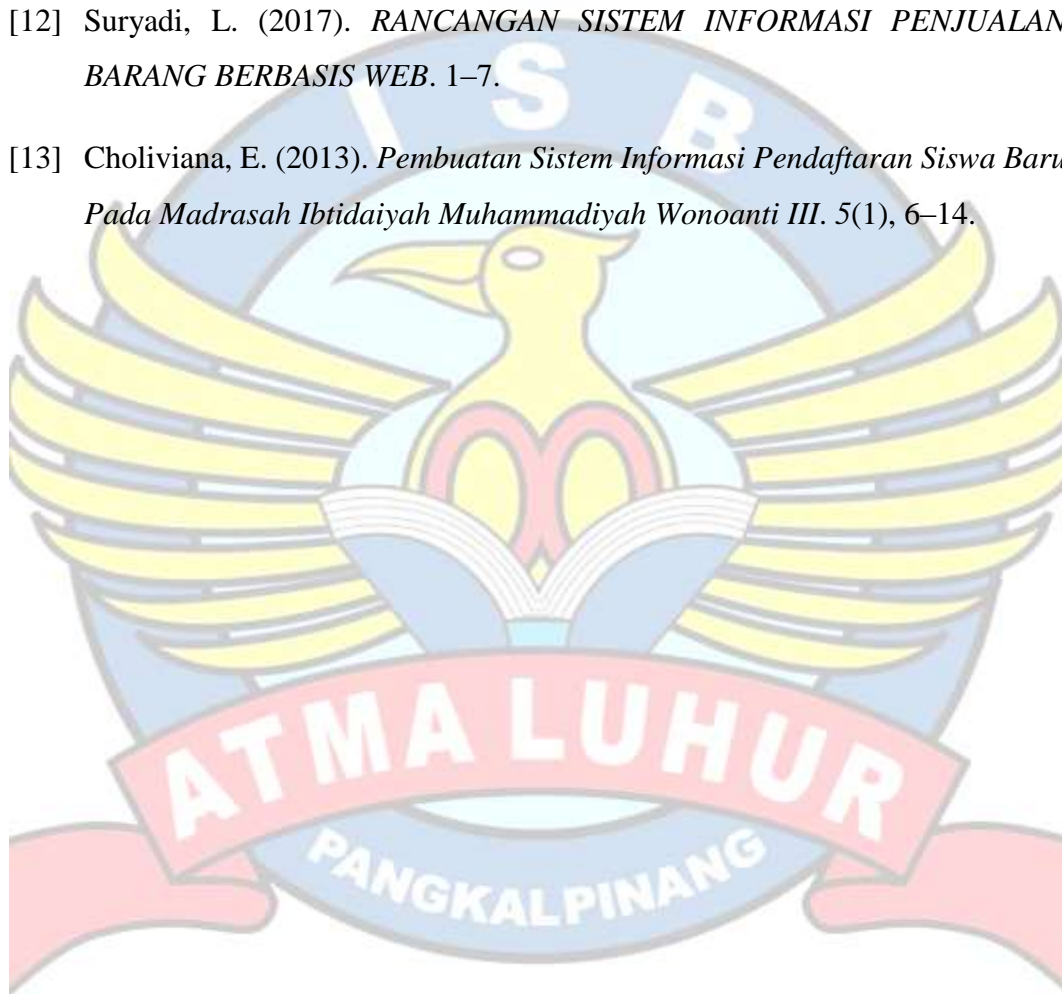 [12] Suryadi, L. (2017). RANCANGAN SISTEM INFORMASI PENJUALAN
BARANG BERBASIS WEB. 1–7.
[13] Choliviana, E. (2013). Pembuatan Sistem Informasi Pendaftaran Siswa Baru
Pada Madrasah Ibtidaiyah Muhammadiyah Wonoanti III. 5(1), 6–14.
I S B
ATMA LUHUR
PANGKALPINANG